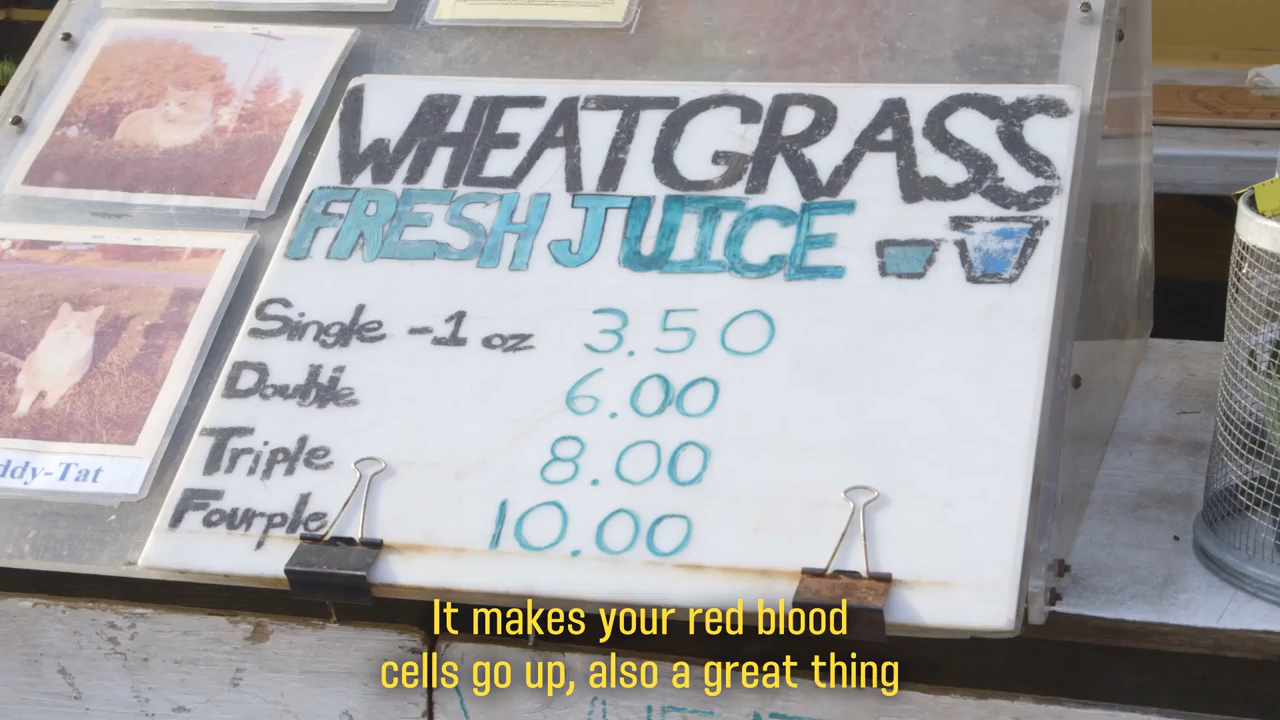 WHEATGRASS
FRESH JUICE
Single -1 oz 3.50
Double 6.00
Triple 8.00
Fourple 10.00
ddy-Tat
It makes your red blood
cells go up, also a great thing